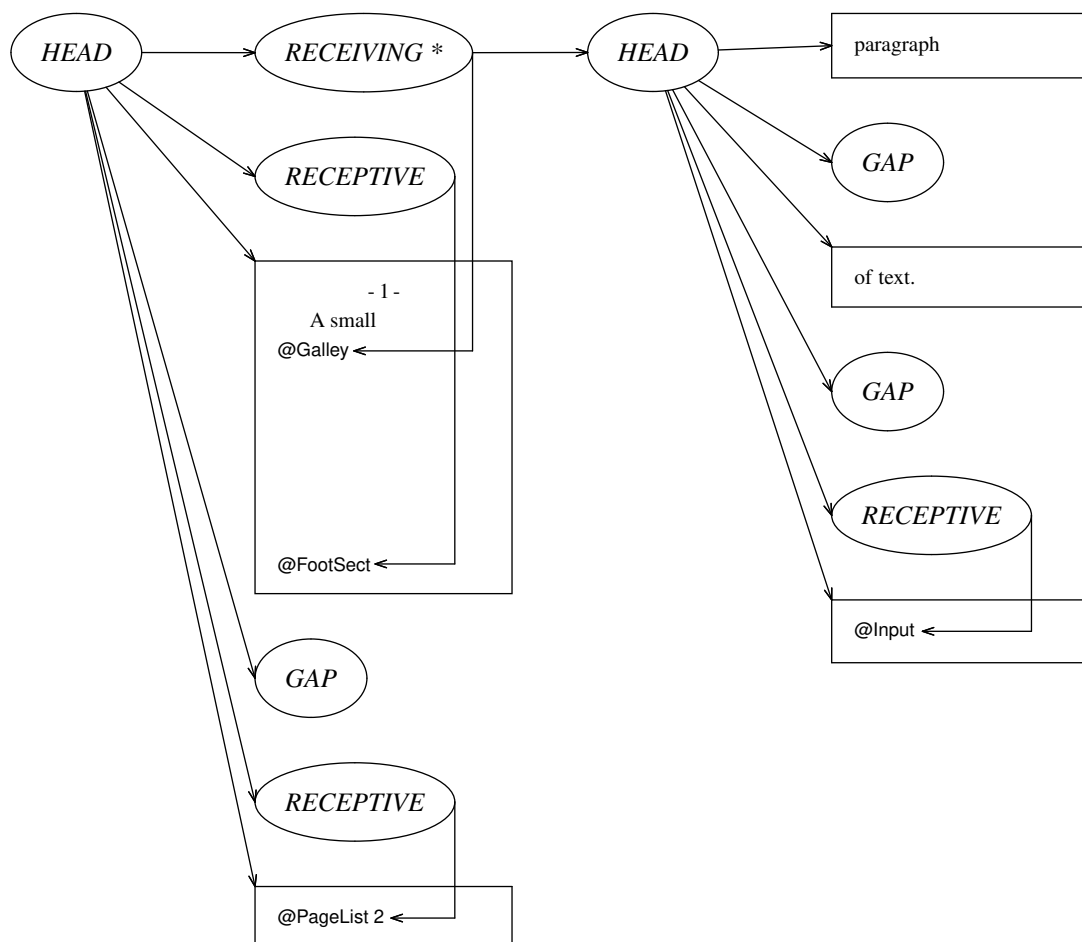 HEAD
RECEIVING *
HEAD
paragraph
RECEPTIVE
GAP
- 1 -
A small
@Galley
of text.
GAP
RECEPTIVE
@FootSect
@Input
GAP
RECEPTIVE
@PageList 2